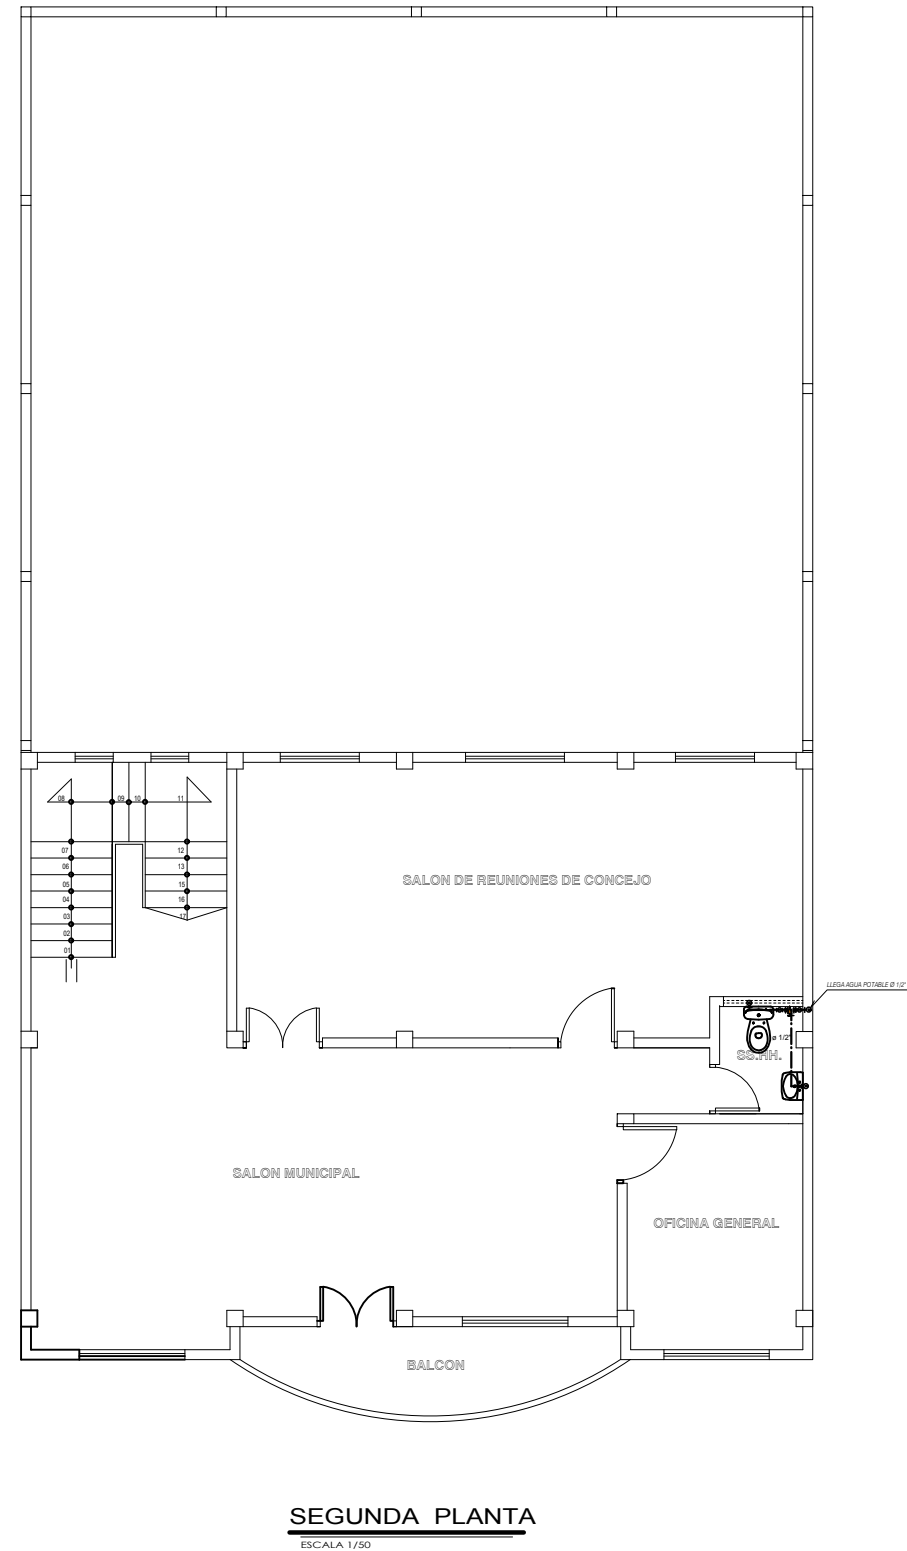 08
09
10
11
07
12
06
13
05
15
04
16
03
17
02
01
SALON DE REUNIONES DE CONCEJO
LLEGA AGUA POTABLE Ø 1/2"
ø 1/2"
SS.HH.
SALON MUNICIPAL
OFICINA GENERAL
BALCON
SEGUNDA PLANTA
ESCALA 1/50